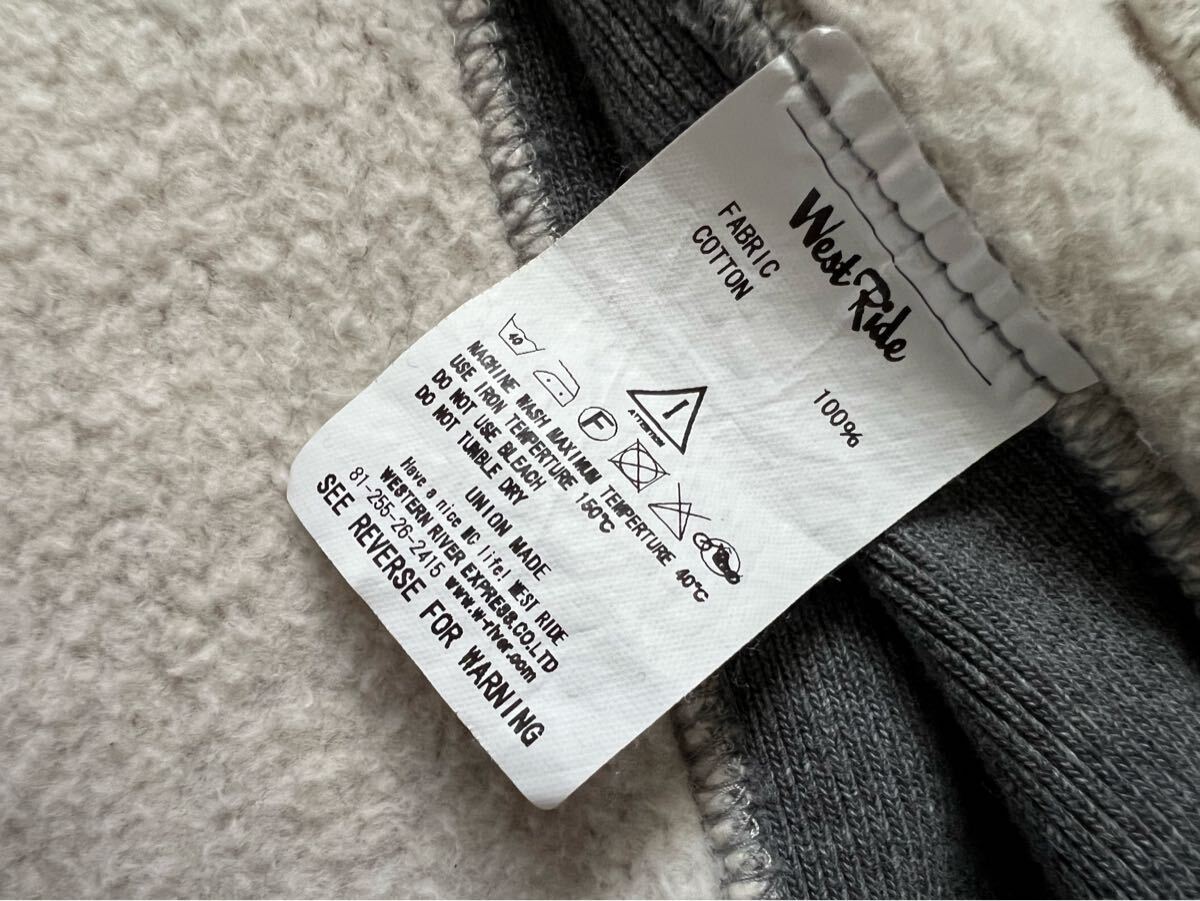 West Ride
FABRIC
COTTON 100%
ATTENTION
40
F
MACHINE WASH MAXIMUM TEMPERTURE 40℃
USE IRON TEMPERTURE 150℃
DO NOT USE BLEACH
DO NOT TUMBLE DRY
UNION MADE
Have a nice MC life! WEST RIDE
WESTERN RIVER EXPRESS.CO.LTD
81-255-26-2415 www.w-river.com
SEE REVERSE FOR WARNING